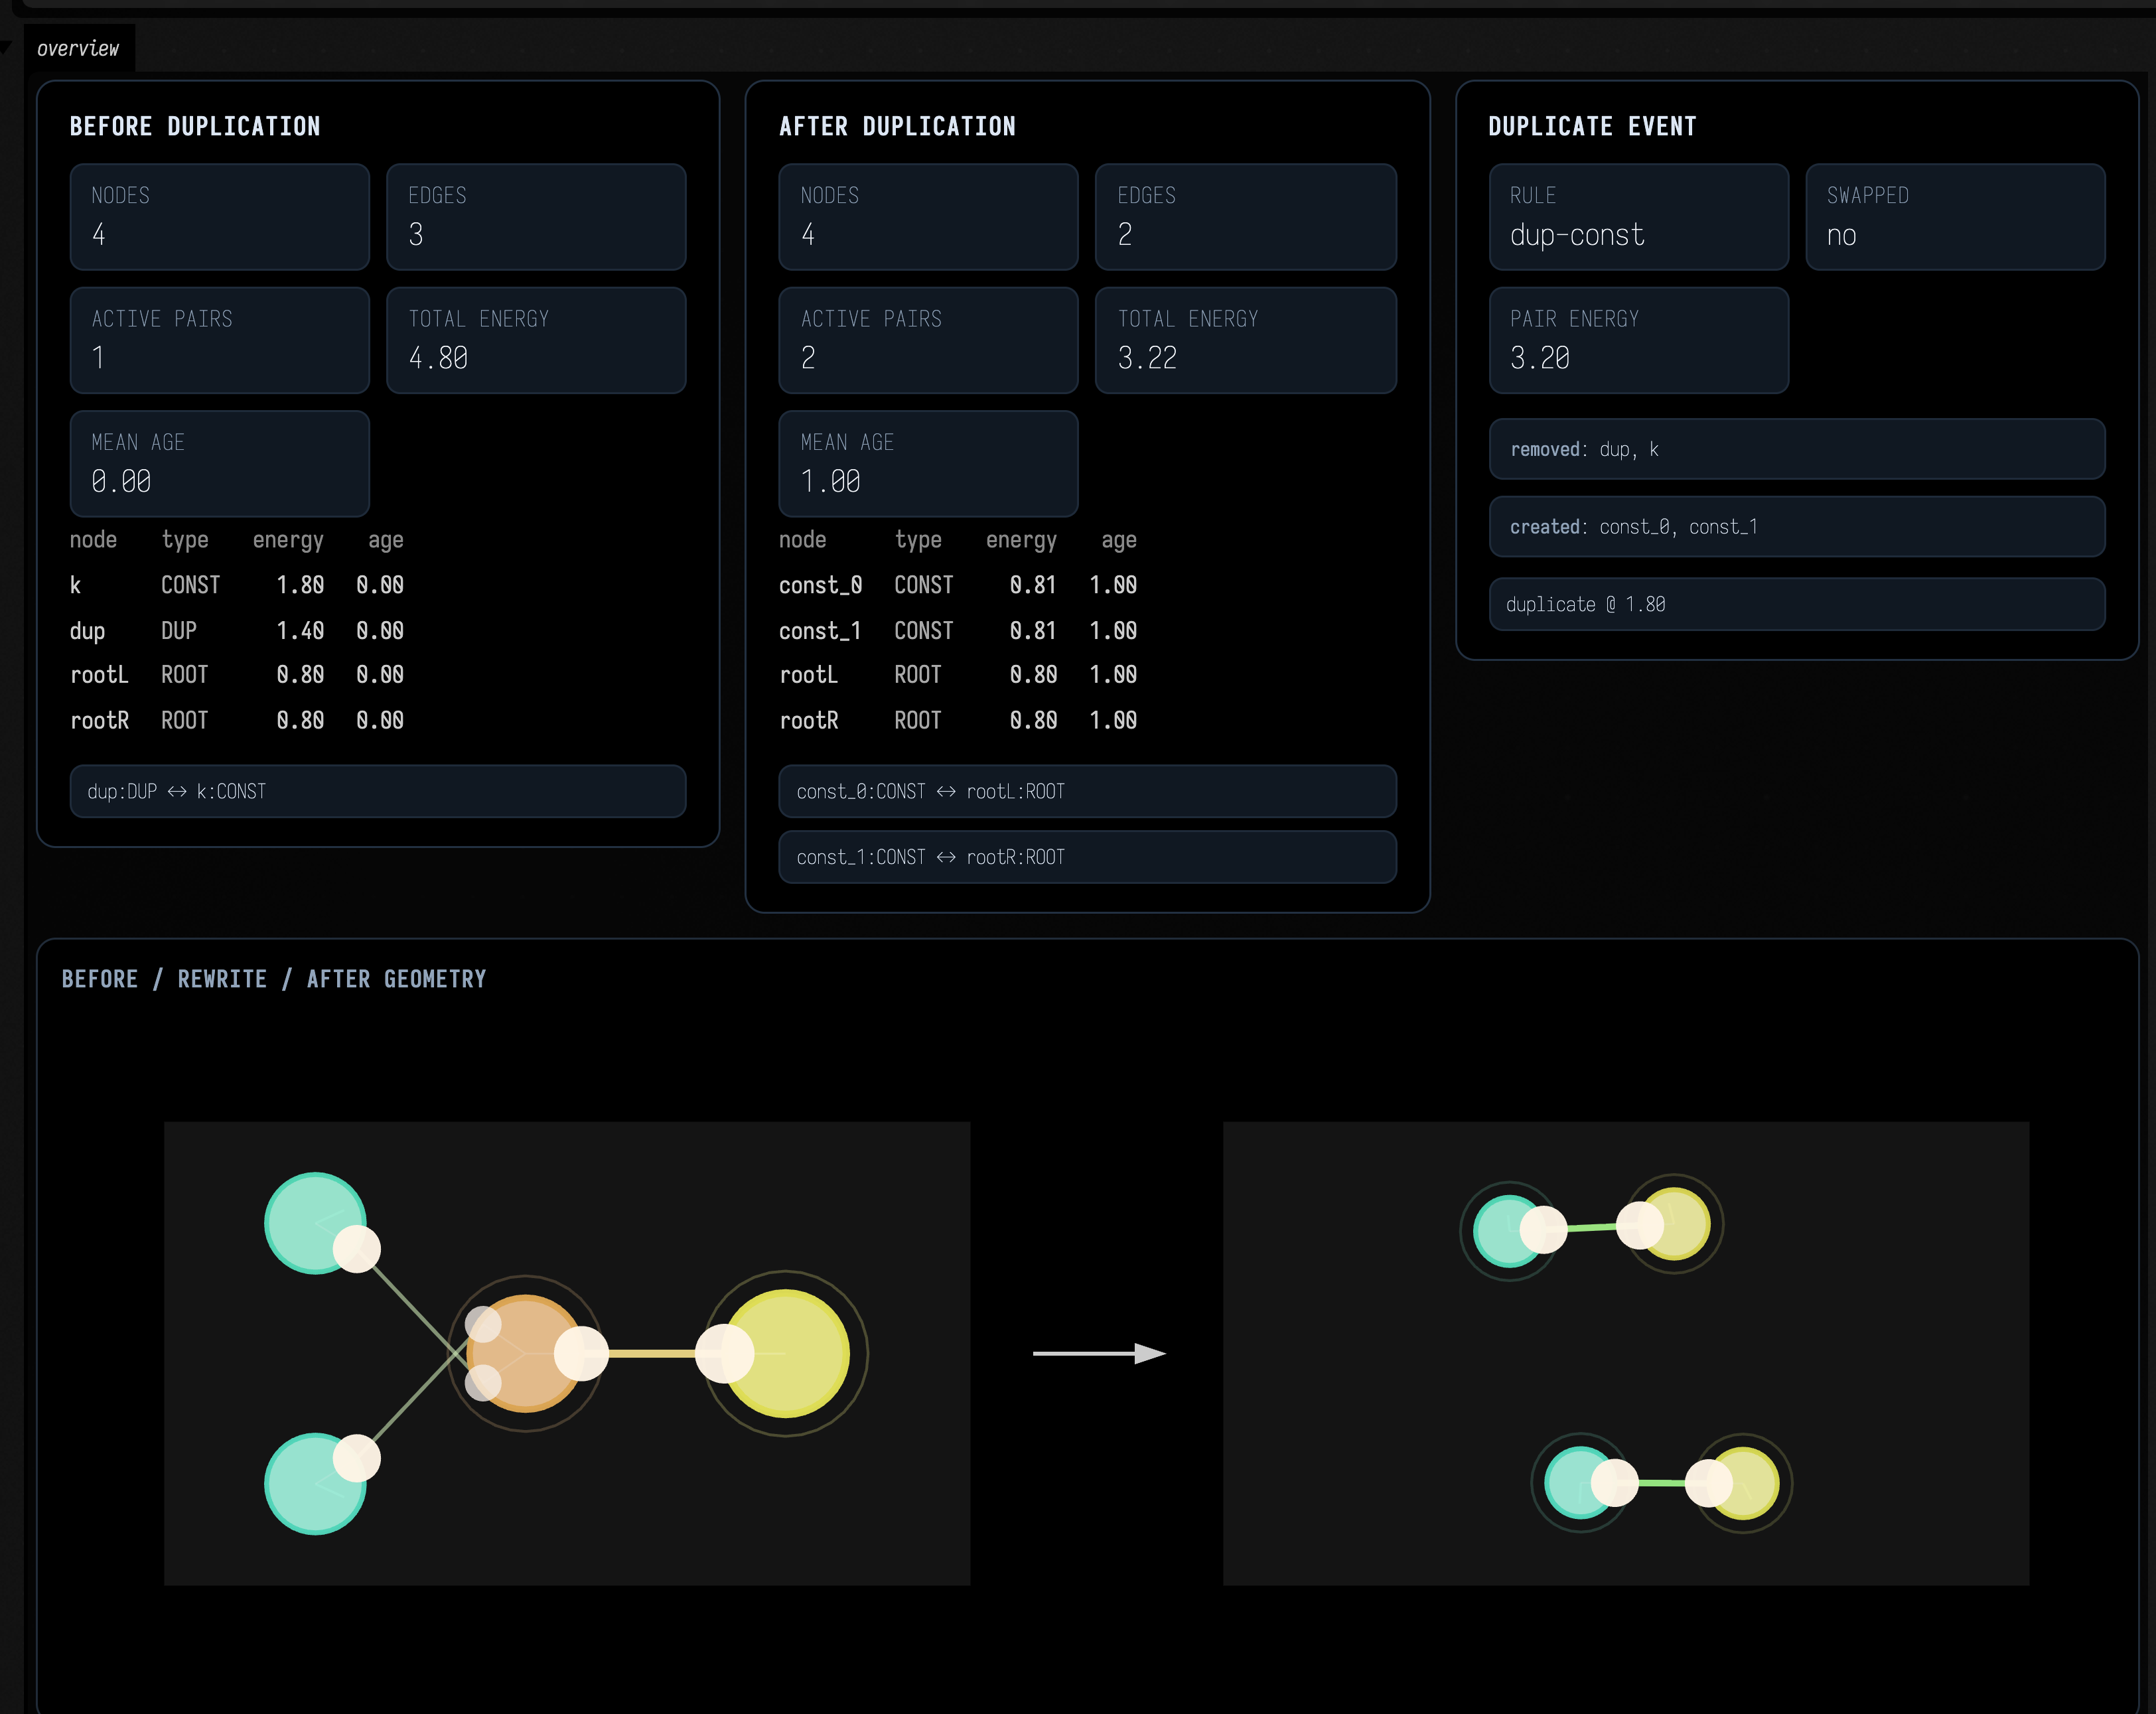 overview
BEFORE DUPLICATION
NODES
4
EDGES
3
ACTIVE PAIRS
1
TOTAL ENERGY
4.80
MEAN AGE
0.00
node type energy age
k CONST 1.80 0.00
dup DUP 1.40 0.00
rootL ROOT 0.80 0.00
rootR ROOT 0.80 0.00
dup:DUP ↔ k:CONST
AFTER DUPLICATION
NODES
4
EDGES
2
ACTIVE PAIRS
2
TOTAL ENERGY
3.22
MEAN AGE
1.00
node type energy age
const_0 CONST 0.81 1.00
const_1 CONST 0.81 1.00
rootL ROOT 0.80 1.00
rootR ROOT 0.80 1.00
const_0:CONST ↔ rootL:ROOT
const_1:CONST ↔ rootR:ROOT
DUPLICATE EVENT
RULE
dup-const
SWAPPED
no
PAIR ENERGY
3.20
removed: dup, k
created: const_0, const_1
duplicate @ 1.80
BEFORE / REWRITE / AFTER GEOMETRY